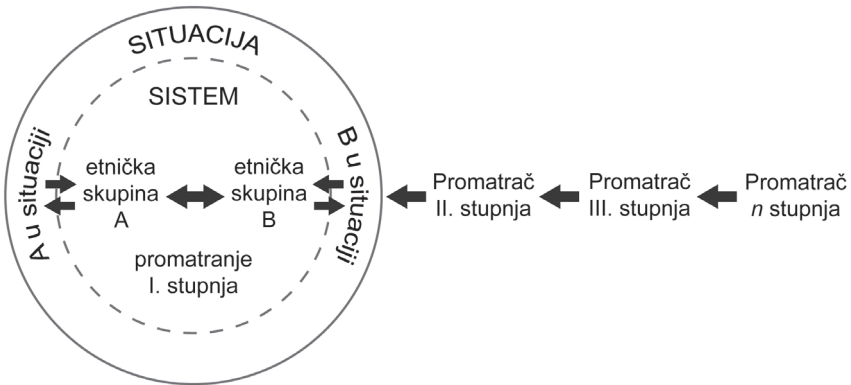 SITUACIJA
SISTEM
A u situaciji
etnička
skupina
A
etnička
skupina
B
B u situaciji
promatranje
I. stupnja
Promatrač
II. stupnja
Promatrač
III. stupnja
Promatrač
n stupnja